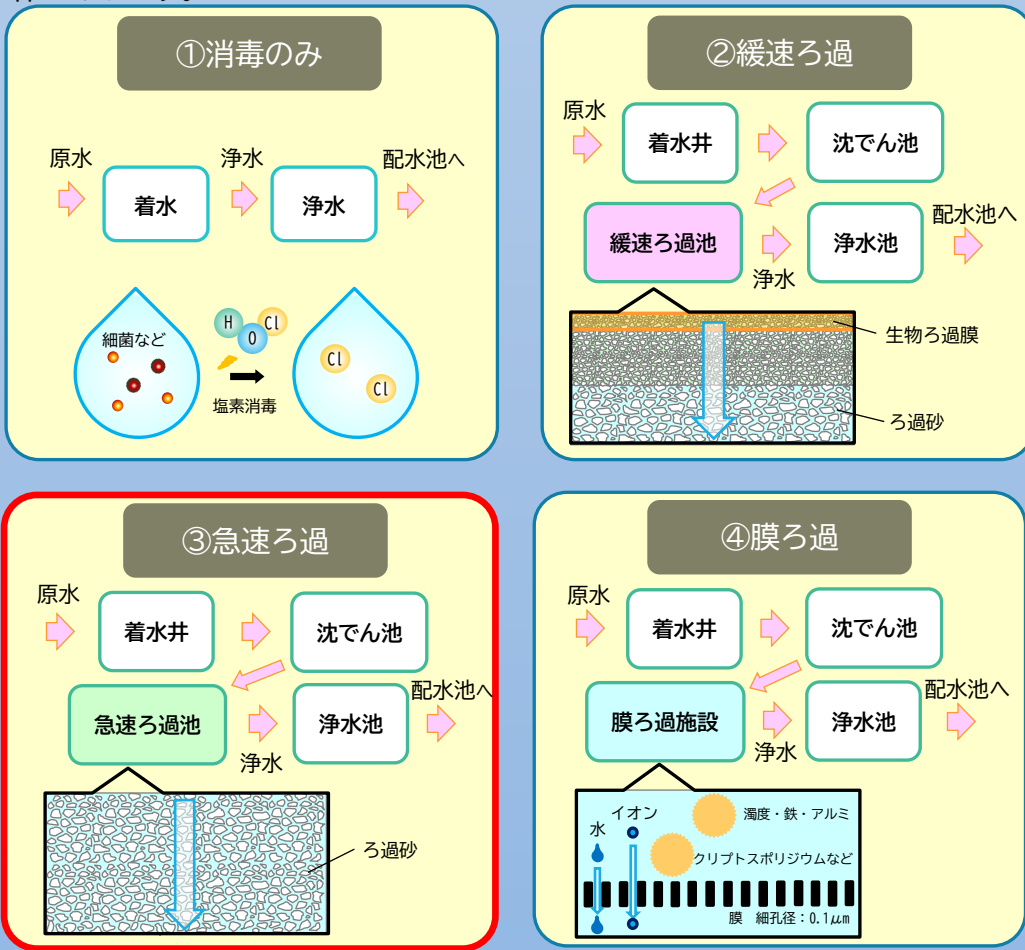 ①消毒のみ
原水
浄水
配水池へ
着水
浄水
細菌など
H
O
Cl
塩素消毒
Cl
Cl
②緩速ろ過
原水
着水井
沈でん池
配水池へ
緩速ろ過池
浄水池
浄水
生物ろ過膜
ろ過砂
③急速ろ過
原水
着水井
沈でん池
配水池へ
急速ろ過池
浄水池
浄水
ろ過砂
④膜ろ過
原水
着水井
沈でん池
配水池へ
膜ろ過施設
浄水池
浄水
水
イオン
濁度・鉄・アルミ
クリプトスポリジウムなど
膜 細孔径:0.1μm